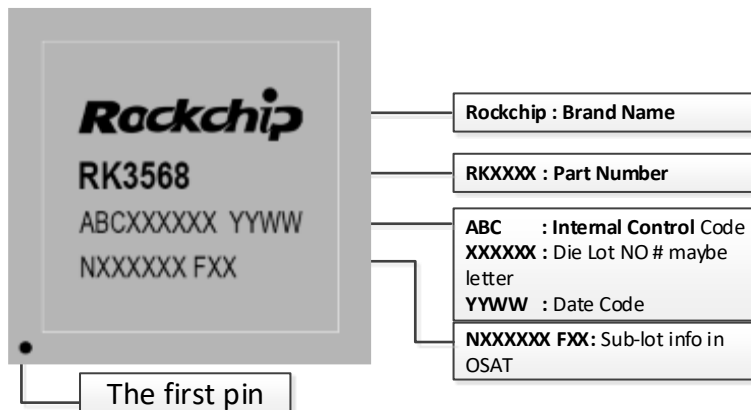 Rockchip
RK3568
ABCXXXXXX YYWW
NXXXXXX FXX
Rockchip : Brand Name
RKXXXX : Part Number
ABC : Internal Control Code
XXXXXX : Die Lot NO # maybe
letter
YYWW : Date Code
NXXXXXX FXX: Sub-lot info in
OSAT
The first pin